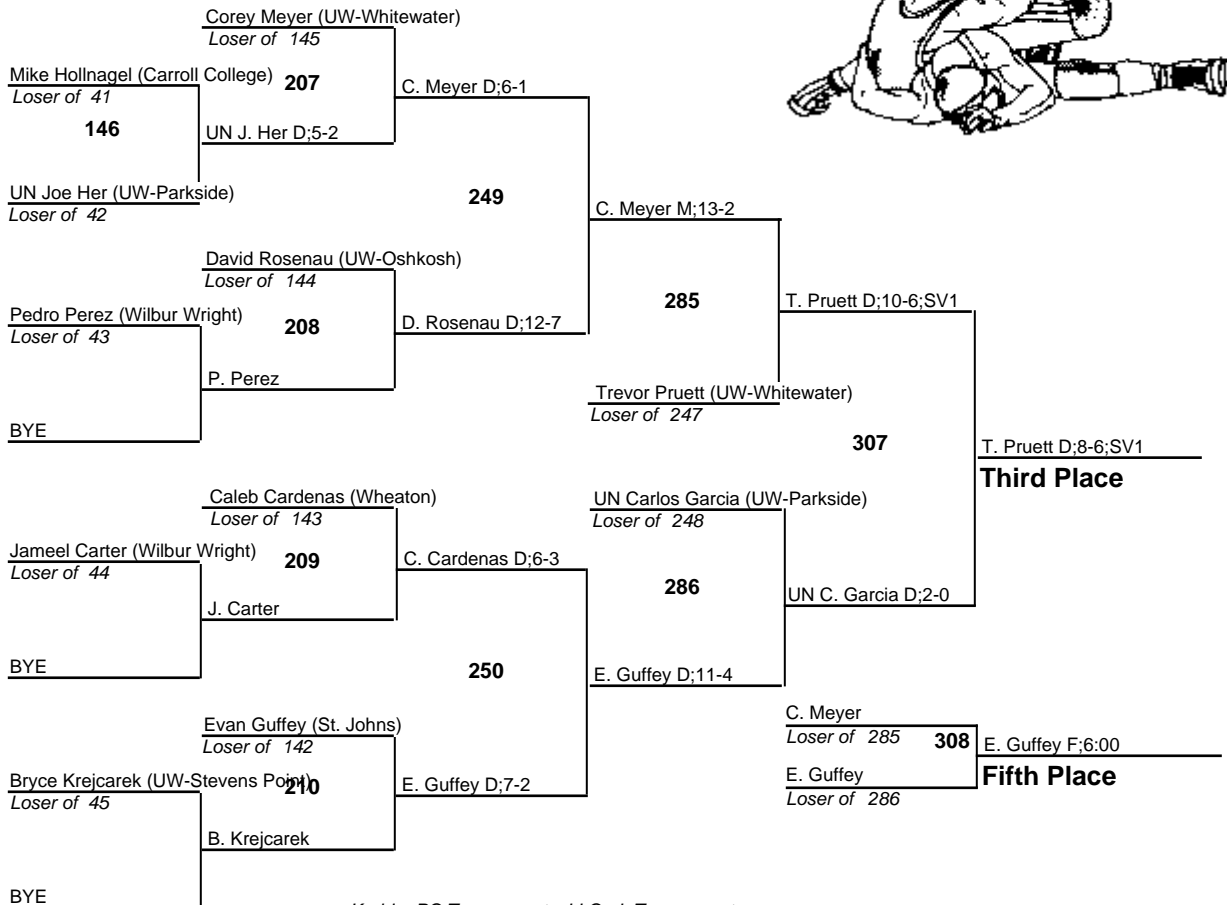 Corey Meyer (UW-Whitewater)
Loser of 145
Mike Hollnagel (Carroll College)
207
Loser of 41
C. Meyer D;6-1
146
UN J. Her D;5-2
UN Joe Her (UW-Parkside)
Loser of 42
249
C. Meyer M;13-2
David Rosenau (UW-Oshkosh)
Loser of 144
Pedro Perez (Wilbur Wright)
208
Loser of 43
D. Rosenau D;12-7
285
T. Pruett D;10-6;SV1
P. Perez
Trevor Pruett (UW-Whitewater)
Loser of 247
BYE
307
T. Pruett D;8-6;SV1
Third Place
Caleb Cardenas (Wheaton)
Loser of 143
UN Carlos Garcia (UW-Parkside)
Loser of 248
Jameel Carter (Wilbur Wright)
209
Loser of 44
C. Cardenas D;6-3
286
J. Carter
UN C. Garcia D;2-0
BYE
250
E. Guffey D;11-4
Evan Guffey (St. Johns)
Loser of 142
C. Meyer
Loser of 285
308
E. Guffey F;6:00
Fifth Place
Bryce Krejcarek (UW-Stevens Point)
210
Loser of 45
E. Guffey D;7-2
E. Guffey
Loser of 286
B. Krejcarek
BYE